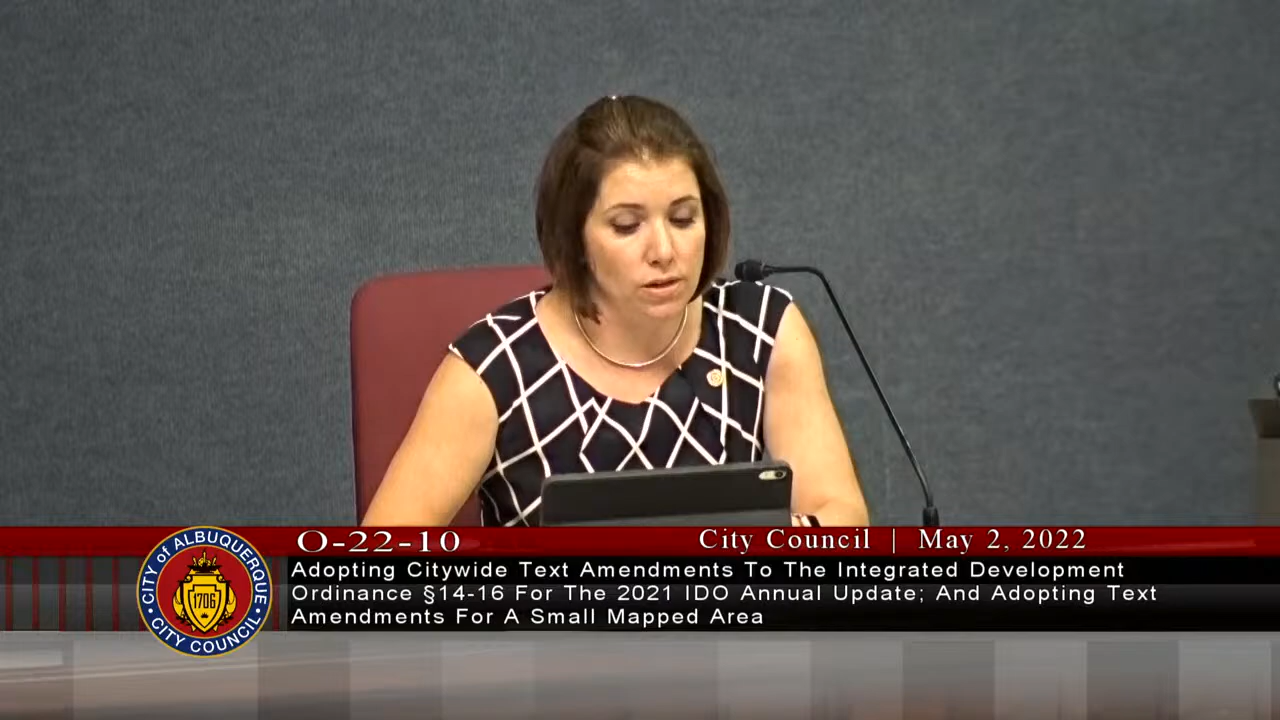 O-22-10
City Council | May 2, 2022
Adopting Citywide Text Amendments To The Integrated Development
Ordinance §14-16 For The 2021 IDO Annual Update; And Adopting Text
Amendments For A Small Mapped Area
CITY of ALBUQUERQUE
1706
CITY COUNCIL